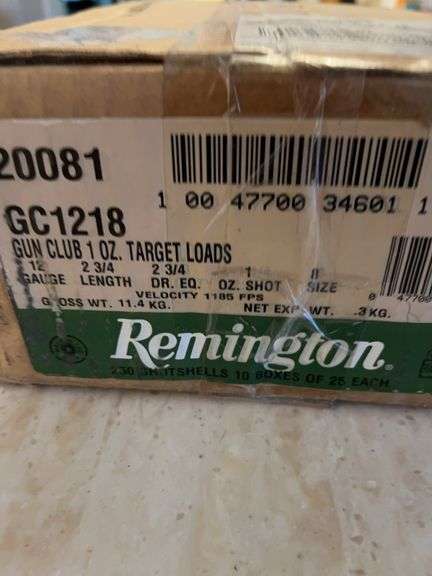 20081
1 00 47700 34601 1
GC1218
GUN CLUB 1 OZ. TARGET LOADS
12 2 3/4 2 3/4 1 8
GAUGE LENGTH DR. EQ. OZ. SHOT SIZE
VELOCITY 1185 FPS
0 47700
GROSS WT. 11.4 KG. NET EXP. WT. .3 KG.
Remington
SHOTSHELLS 10 BOXES OF 25 EACH